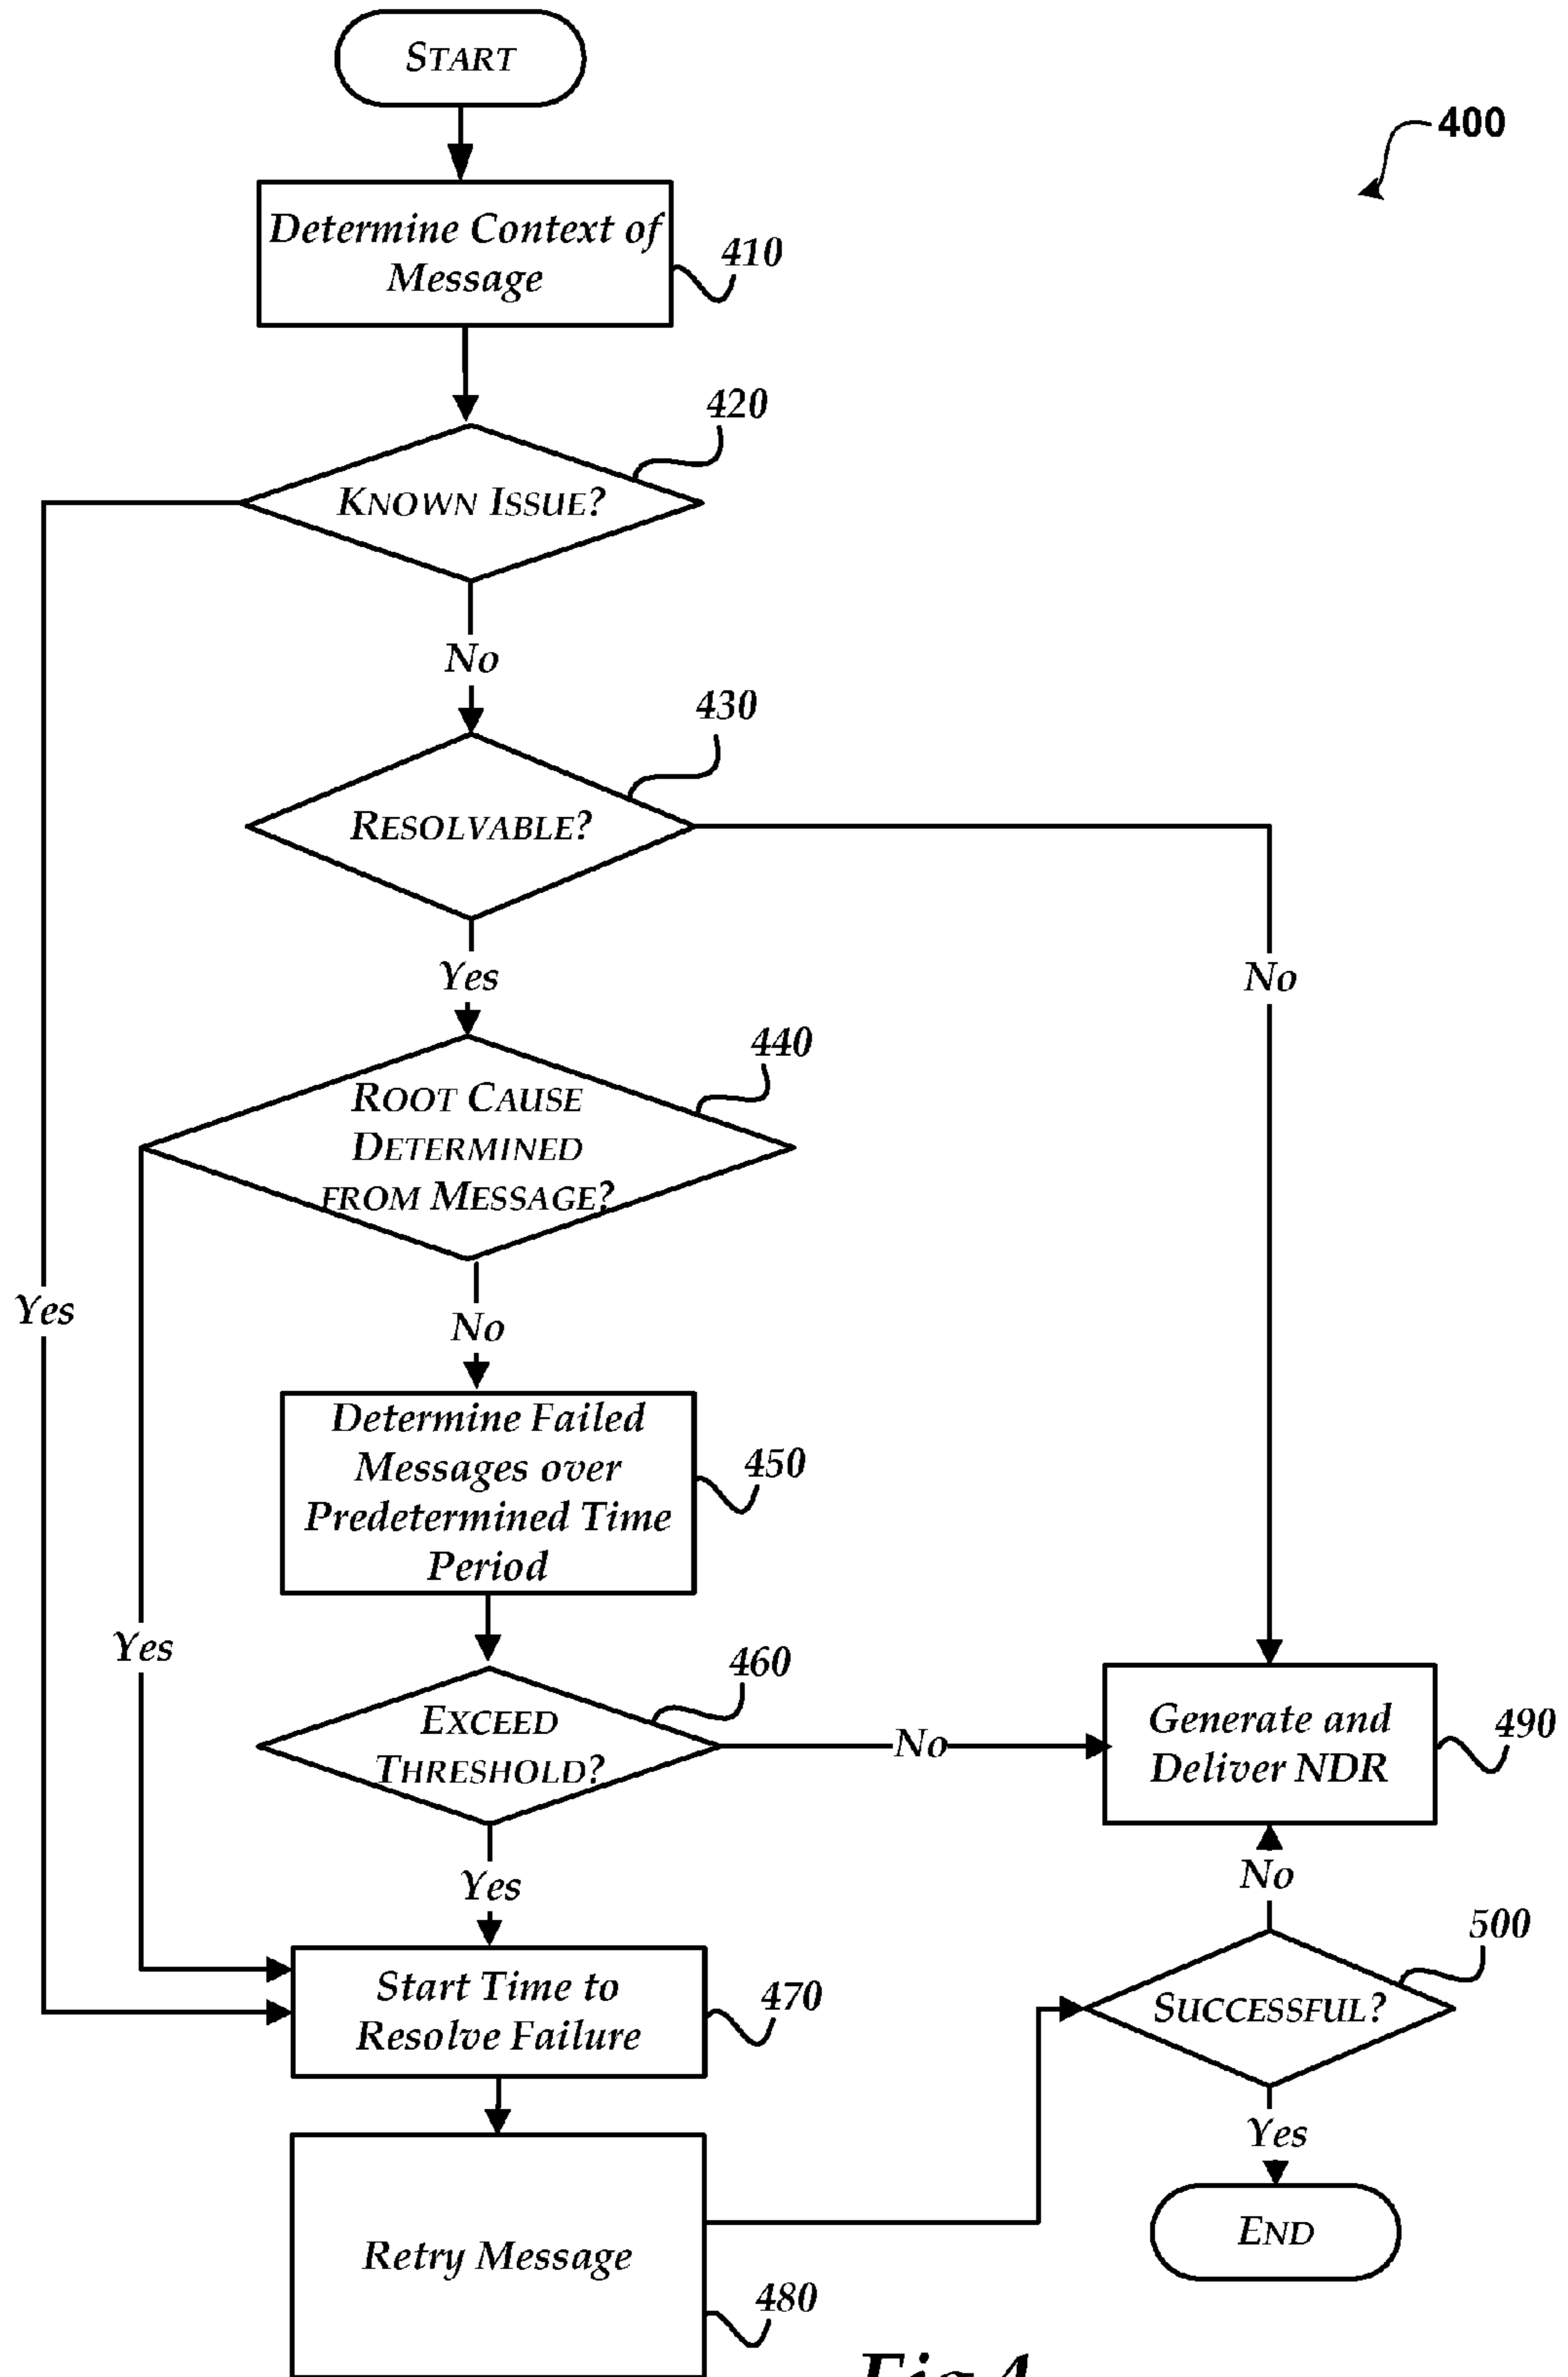 START
400
Determine Context of
Message
410
420
KNOWN ISSUE?
No
430
RESOLVABLE?
Yes
No
440
ROOT CAUSE
DETERMINED
FROM MESSAGE?
Yes
No
Determine Failed
Messages over
Predetermined Time
Period
450
Yes
460
EXCEED
THRESHOLD?
No
Generate and
Deliver NDR
490
Yes
No
500
Start Time to
Resolve Failure
470
SUCCESSFUL?
Yes
Retry Message
480
END
Fig 4